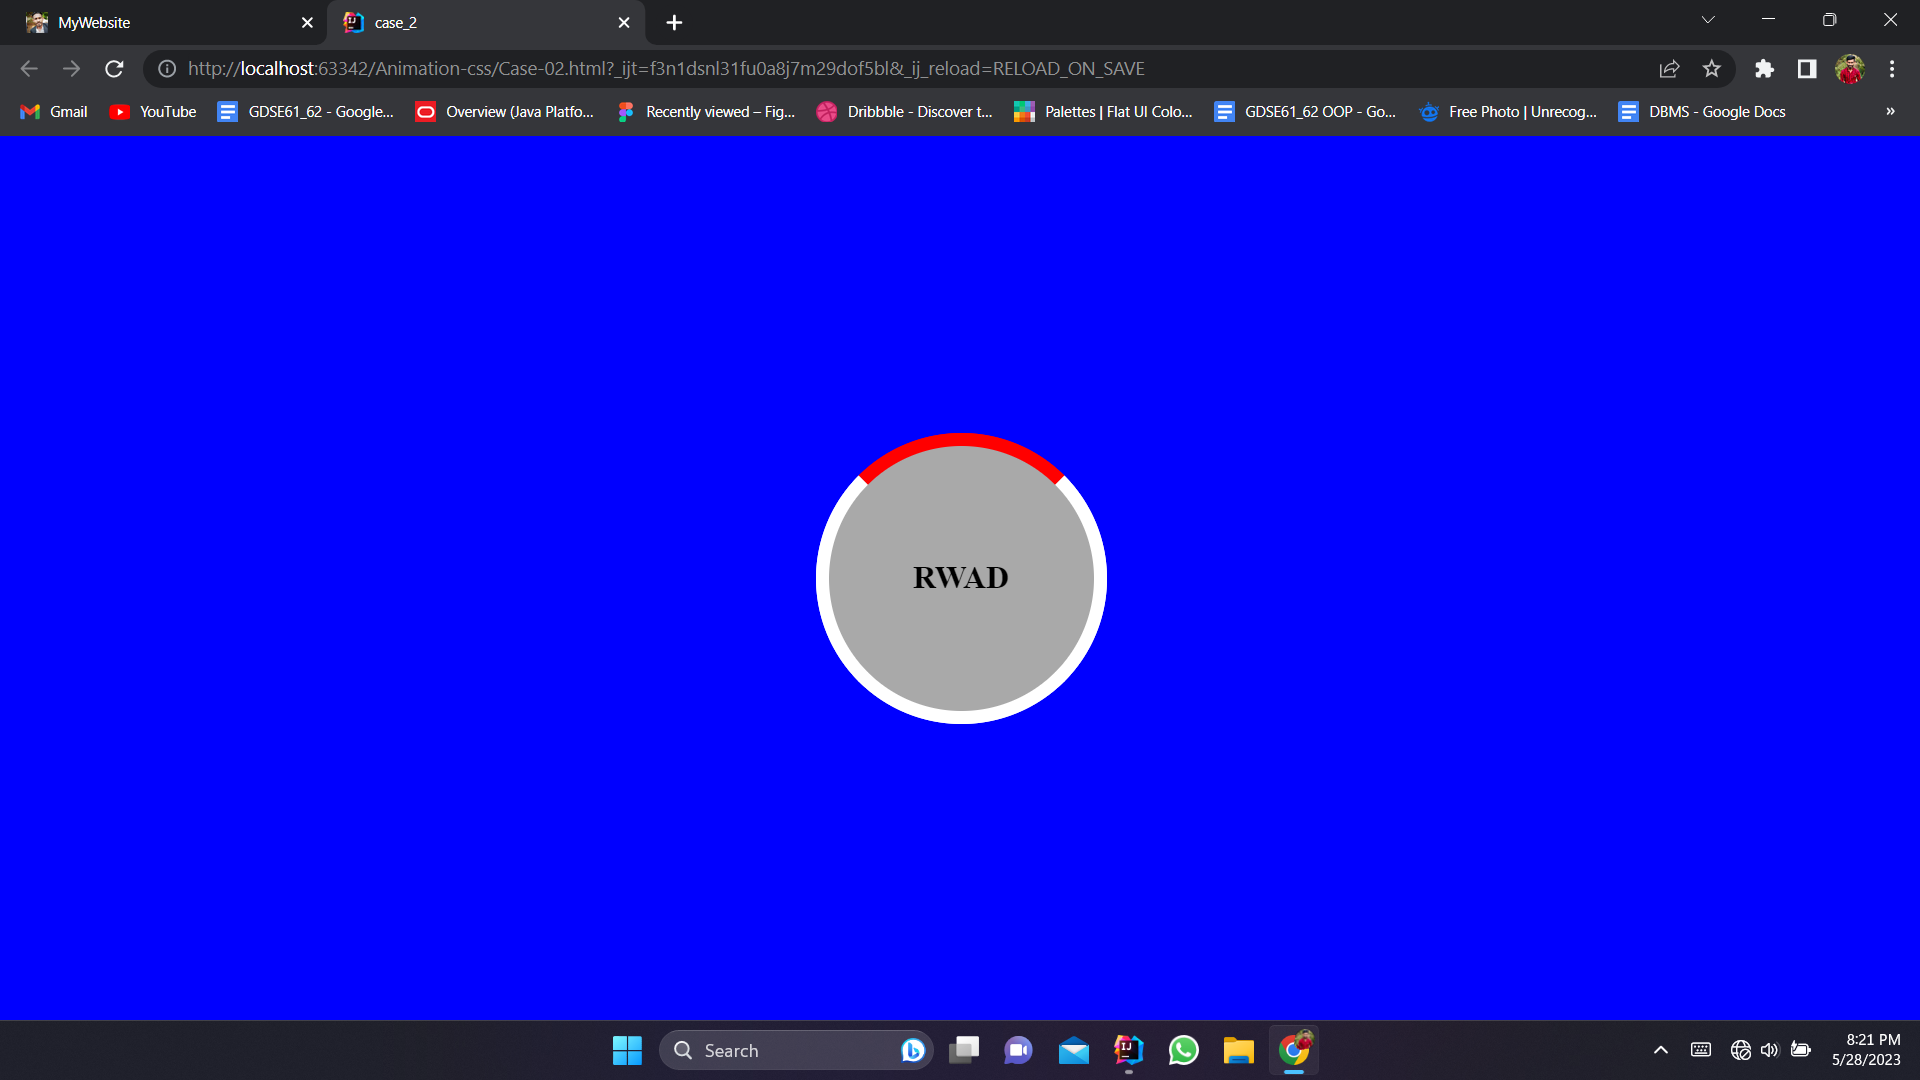 MyWebsite
case_2
http://localhost:63342/Animation-css/Case-02.html?_ijt=f3n1dsnl31fu0a8j7m29dof5bl&_ij_reload=RELOAD_ON_SAVE
Gmail YouTube GDSE61_62 - Google... Overview (Java Platfo... Recently viewed – Fig... Dribbble - Discover t... Palettes | Flat UI Colo... GDSE61_62 OOP - Go... Free Photo | Unrecog... DBMS - Google Docs »
RWAD
Search
8:21 PM
5/28/2023